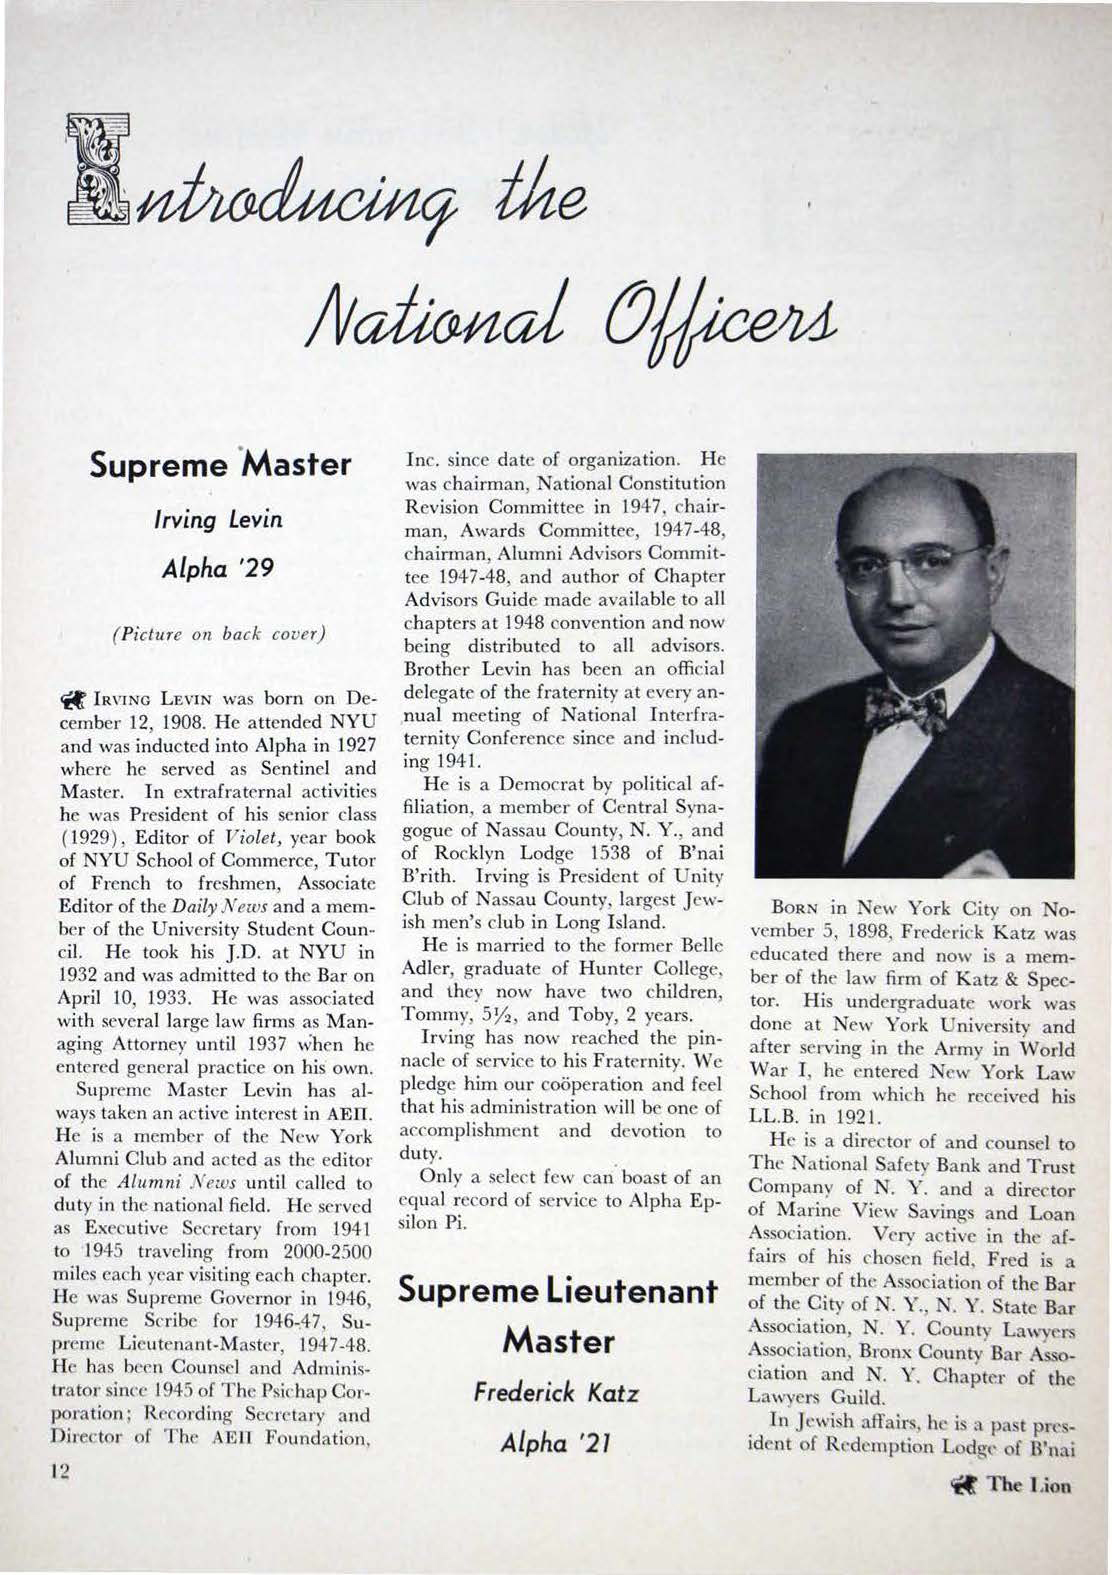 Introducing the
National Officers
Supreme Master
Irving Levin
Alpha '29
(Picture on back cover)
IRVING LEVIN was born on De-
cember 12, 1908. He attended NYU
and was inducted into Alpha in 1927
where he served as Sentinel and
Master. In extrafraternal activities
he was President of his senior class
(1929), Editor of Violet, year book
of NYU School of Commerce, Tutor
of French to freshmen, Associate
Editor of the Daily News and a mem-
ber of the University Student Coun-
cil. He took his J.D. at NYU in
1932 and was admitted to the Bar on
April 10, 1933. He was associated
with several large law firms as Man-
aging Attorney until 1937 when he
entered general practice on his own.
Supreme Master Levin has al-
ways taken an active interest in AEΠ.
He is a member of the New York
Alumni Club and acted as the editor
of the Alumni News until called to
duty in the national field. He served
as Executive Secretary from 1941
to 1945 traveling from 2000-2500
miles each year visiting each chapter.
He was Supreme Governor in 1946,
Supreme Scribe for 1946-47, Su-
preme Lieutenant-Master, 1947-48.
He has been Counsel and Adminis-
trator since 1945 of The Psichap Cor-
poration; Recording Secretary and
Director of The AEΠ Foundation,
12
Inc. since date of organization. He
was chairman, National Constitution
Revision Committee in 1947, chair-
man, Awards Committee, 1947-48,
chairman, Alumni Advisors Commit-
tee 1947-48, and author of Chapter
Advisors Guide made available to all
chapters at 1948 convention and now
being distributed to all advisors.
Brother Levin has been an official
delegate of the fraternity at every an-
nual meeting of National Interfra-
ternity Conference since and includ-
ing 1941.
He is a Democrat by political af-
filiation, a member of Central Syna-
gogue of Nassau County, N. Y., and
of Rocklyn Lodge 1538 of B'nai
B'rith. Irving is President of Unity
Club of Nassau County, largest Jew-
ish men's club in Long Island.
He is married to the former Belle
Adler, graduate of Hunter College,
and they now have two children,
Tommy, 5½, and Toby, 2 years.
Irving has now reached the pin-
nacle of service to his Fraternity. We
pledge him our coöperation and feel
that his administration will be one of
accomplishment and devotion to
duty.
Only a select few can boast of an
equal record of service to Alpha Ep-
silon Pi.
Supreme Lieutenant
Master
Frederick Katz
Alpha '21
BORN in New York City on No-
vember 5, 1898, Frederick Katz was
educated there and now is a mem-
ber of the law firm of Katz & Spec-
tor. His undergraduate work was
done at New York University and
after serving in the Army in World
War I, he entered New York Law
School from which he received his
LL.B. in 1921.
He is a director of and counsel to
The National Safety Bank and Trust
Company of N. Y. and a director
of Marine View Savings and Loan
Association. Very active in the af-
fairs of his chosen field, Fred is a
member of the Association of the Bar
of the City of N. Y., N. Y. State Bar
Association, N. Y. County Lawyers
Association, Bronx County Bar Asso-
ciation and N. Y. Chapter of the
Lawyers Guild.
In Jewish affairs, he is a past pres-
ident of Redemption Lodge of B'nai
The Lion